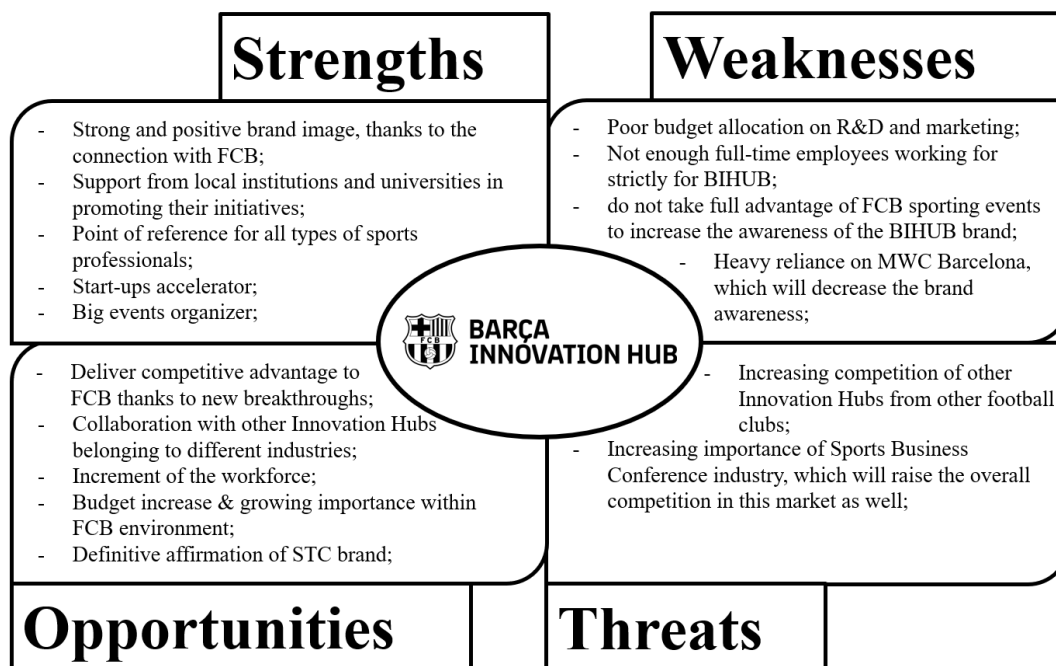 Strengths
- Strong and positive brand image, thanks to the
connection with FCB;
- Support from local institutions and universities in
promoting their initiatives;
- Point of reference for all types of sports
professionals;
- Start-ups accelerator;
- Big events organizer;
Weaknesses
- Poor budget allocation on R&D and marketing;
- Not enough full-time employees working for
strictly for BIHUB;
- do not take full advantage of FCB sporting events
to increase the awareness of the BIHUB brand;
- Heavy reliance on MWC Barcelona,
which will decrease the brand
awareness;
FCB
BARÇA
INNOVATION HUB
- Deliver competitive advantage to
FCB thanks to new breakthroughs;
- Collaboration with other Innovation Hubs
belonging to different industries;
- Increment of the workforce;
- Budget increase & growing importance within
FCB environment;
- Definitive affirmation of STC brand;
Opportunities
- Increasing competition of other
Innovation Hubs from other football
clubs;
- Increasing importance of Sports Business
Conference industry, which will raise the overall
competition in this market as well;
Threats